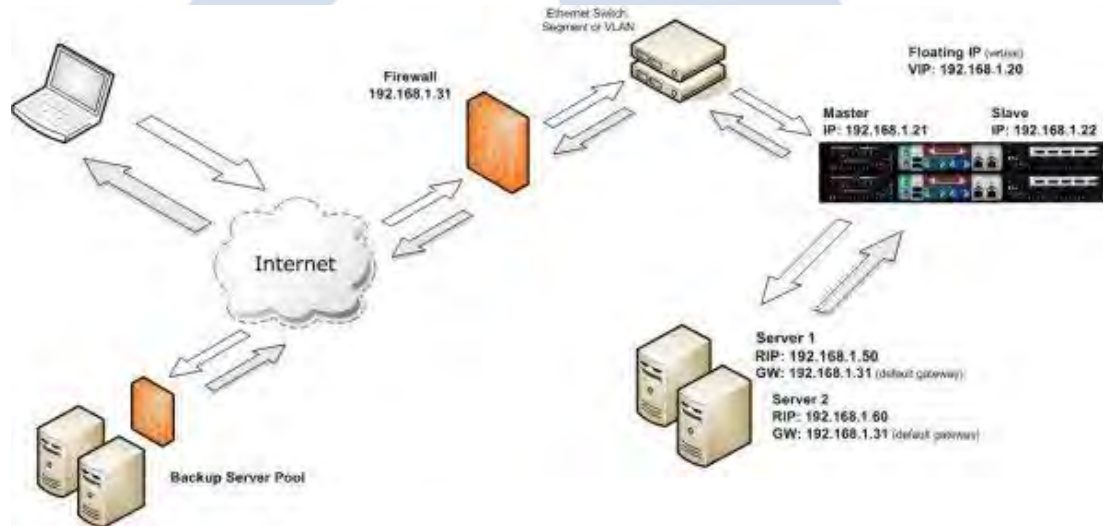 Ethernet Switch,
Segment or VLAN
Firewall
192.168.1.31
Floating IP (virtual)
VIP: 192.168.1.20
Master
IP: 192.168.1.21
Slave
IP: 192.168.1.22
Internet
Server 1
RIP: 192.168.1.50
GW: 192.168.1.31 (default gateway)
Server 2
RIP: 192.168.1.60
GW: 192.168.1.31 (default gateway)
Backup Server Pool